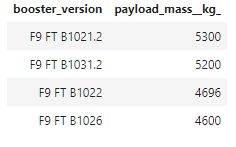 booster_version payload_mass__kg_
F9 FT B1021.2 5300
F9 FT B1031.2 5200
F9 FT B1022 4696
F9 FT B1026 4600